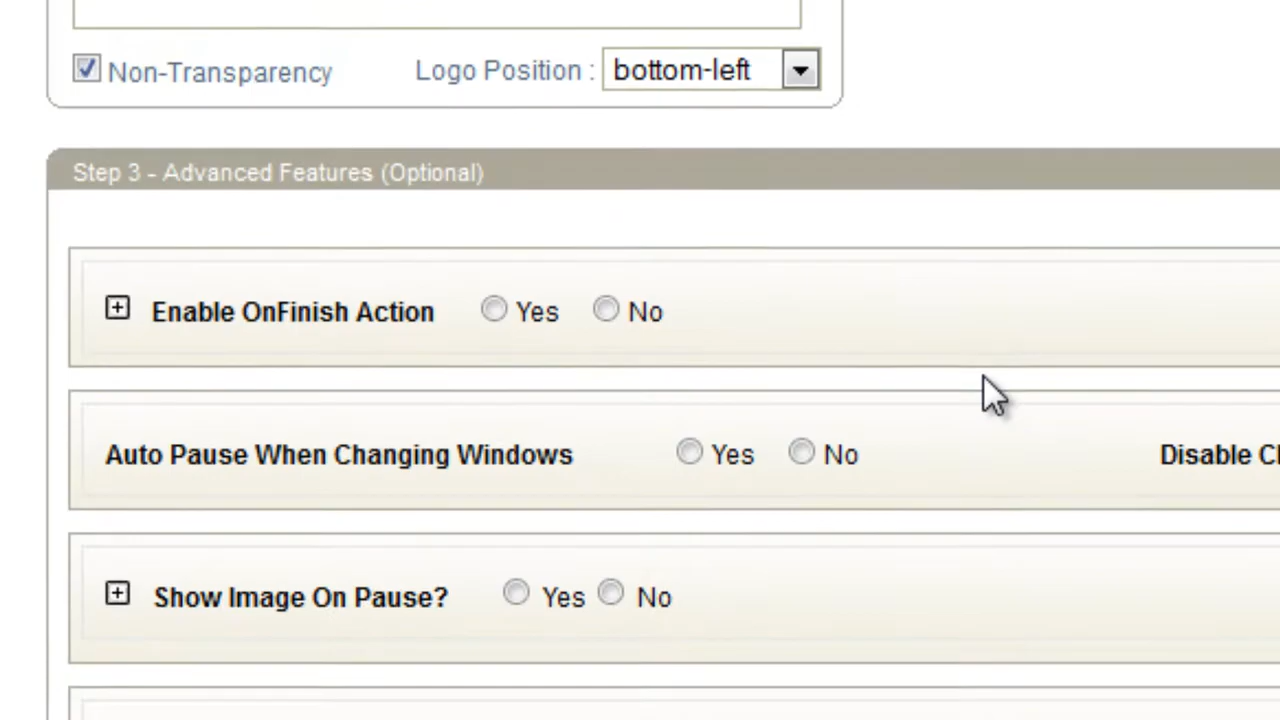 Non-Transparency Logo Position : bottom-left
Step 3 - Advanced Features (Optional)
Enable OnFinish Action Yes No
Auto Pause When Changing Windows Yes No Disable
Show Image On Pause? Yes No